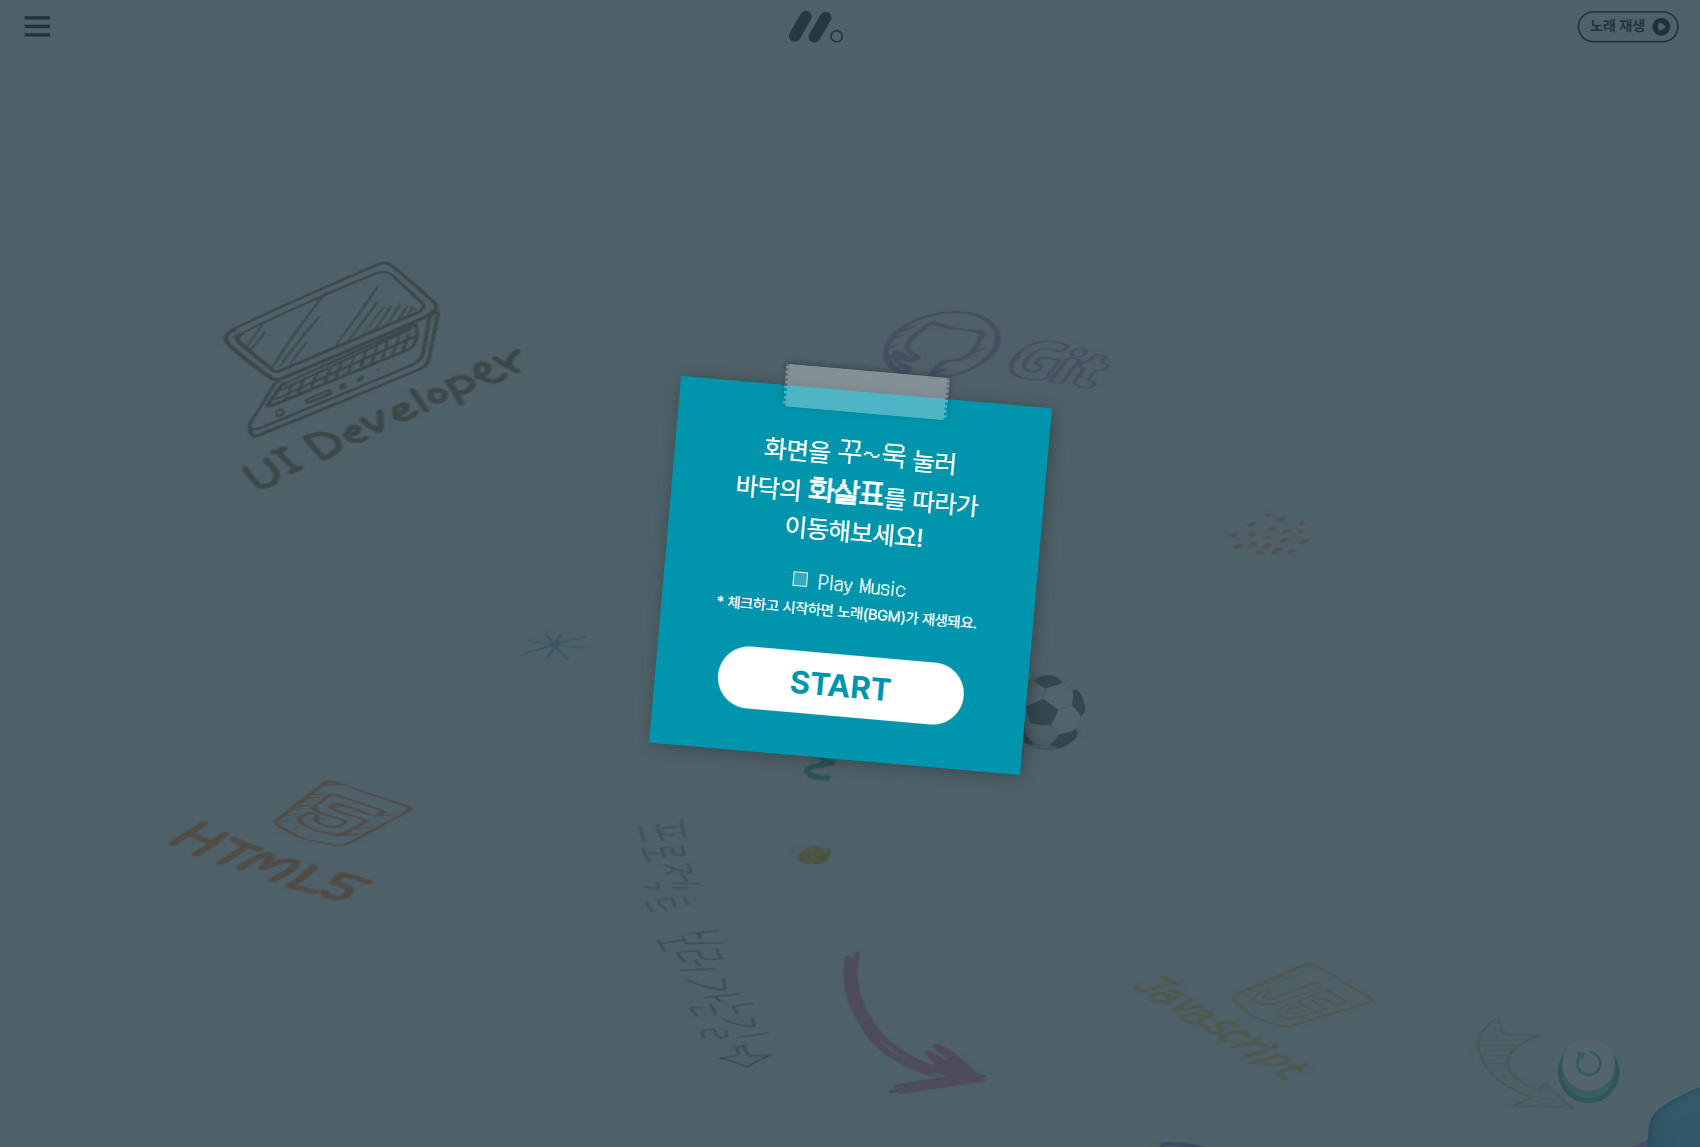 노래 재생
UI Developer
Git
화면을 꾸~욱 눌러
바닥의 화살표를 따라가
이동해보세요!
Play Music
* 체크하고 시작하면 노래(BGM)가 재생돼요.
START
HTML5
프로젝트 보러가는길
Javascript